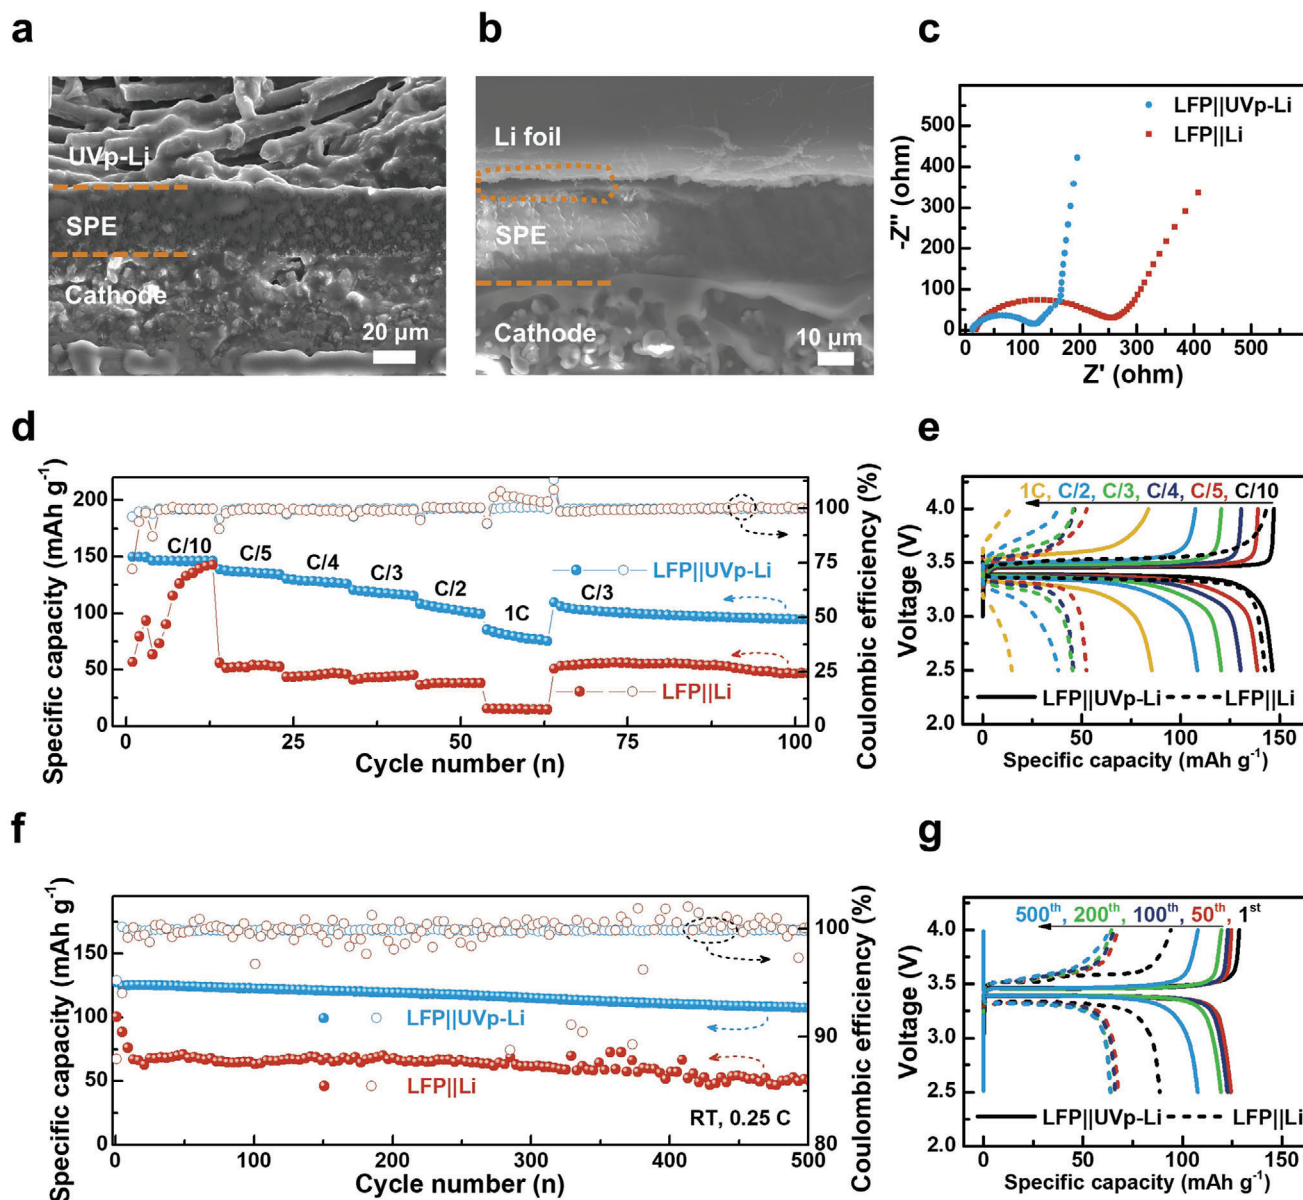 a
b
c
UVp-Li
SPE
Cathode
20 µm
Li foil
SPE
Cathode
10 µm
-Z" (ohm)
500
400
300
200
100
0
0 100 200 300 400 500
Z' (ohm)
LFP||UVp-Li
LFP||Li
d
e
Specific capacity (mAh g⁻¹)
200
150
100
50
0
C/10
C/5
C/4
C/3
C/2
1C
C/3
LFP||UVp-Li
LFP||Li
100
75
50
25
0
Coulombic efficiency (%)
0 25 50 75 100
Cycle number (n)
Voltage (V)
4.0
3.5
3.0
2.5
2.0
1C, C/2, C/3, C/4, C/5, C/10
LFP||UVp-Li LFP||Li
0 50 100 150
Specific capacity (mAh g⁻¹)
f
g
Specific capacity (mAh g⁻¹)
150
100
50
0
LFP||UVp-Li
LFP||Li
RT, 0.25 C
100
90
80
Coulombic efficiency (%)
0 100 200 300 400 500
Cycle number (n)
Voltage (V)
4.0
3.5
3.0
2.5
2.0
500ᵗʰ, 200ᵗʰ, 100ᵗʰ, 50ᵗʰ, 1ˢᵗ
LFP||UVp-Li LFP||Li
0 50 100 150
Specific capacity (mAh g⁻¹)